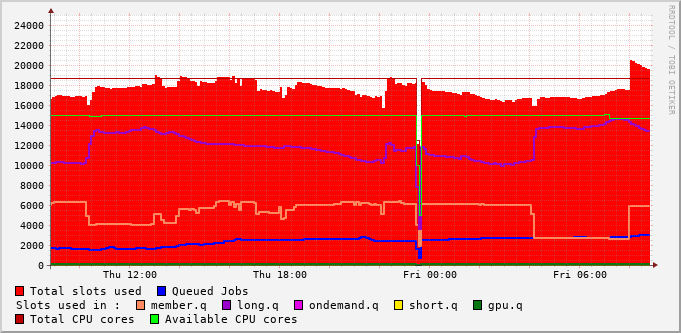 24000
22000
20000
18000
16000
14000
12000
10000
8000
6000
4000
2000
0
Thu 12:00 Thu 18:00 Fri 00:00 Fri 06:00
RRDTOOL / TOBI OETIKER
Total slots used Queued Jobs
Slots used in : member.q long.q ondemand.q short.q gpu.q
Total CPU cores Available CPU cores